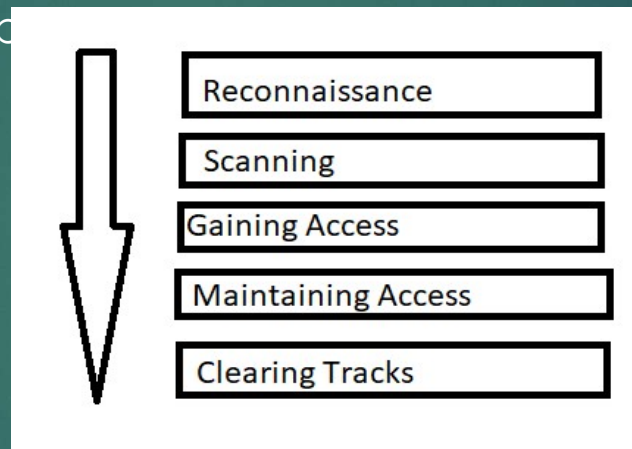 Reconnaissance
Scanning
Gaining Access
Maintaining Access
Clearing Tracks